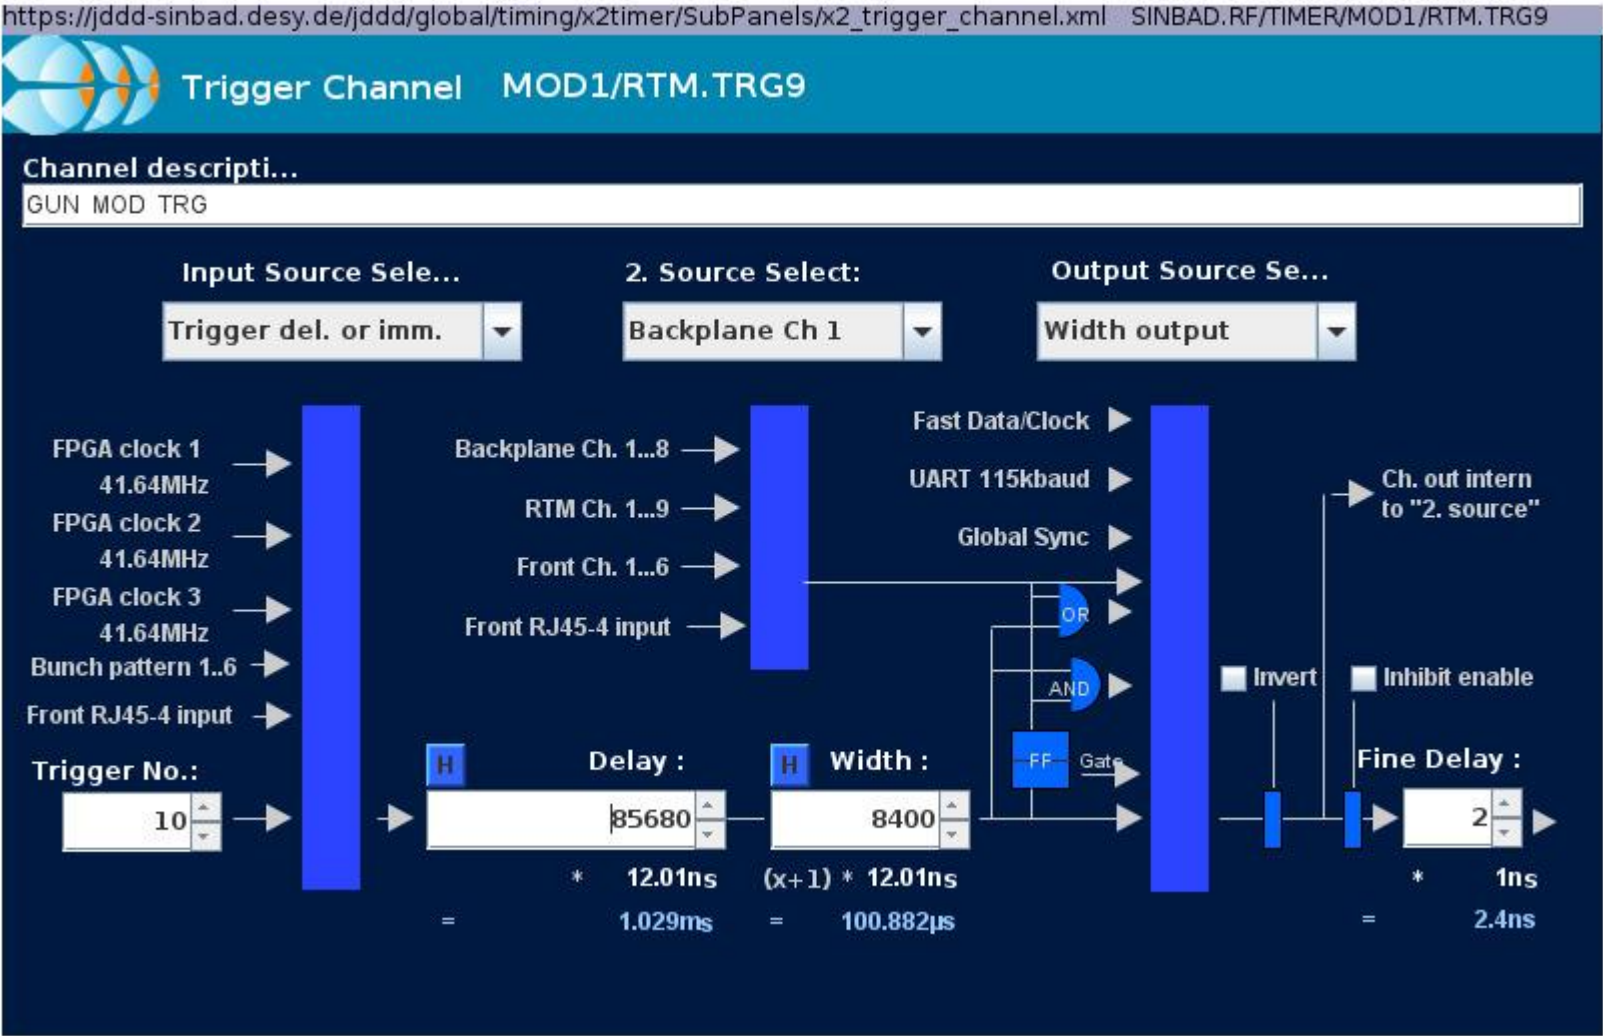 https://jddd-sinbad.desy.de/jddd/global/timing/x2timer/SubPanels/x2_trigger_channel.xml SINBAD.RF/TIMER/MOD1/RTM.TRG9
Trigger Channel MOD1/RTM.TRG9
Channel descripti...
GUN MOD TRG
Input Source Sele... 2. Source Select: Output Source Se...
Trigger del. or imm. Backplane Ch 1 Width output
FPGA clock 1
41.64MHz
FPGA clock 2
41.64MHz
FPGA clock 3
41.64MHz
Bunch pattern 1..6
Front RJ45-4 input
Backplane Ch. 1...8
RTM Ch. 1...9
Front Ch. 1...6
Front RJ45-4 input
Fast Data/Clock
UART 115kbaud
Global Sync
OR
AND
FF Gate
Ch. out intern
to "2. source"
Invert Inhibit enable
Trigger No.: H Delay : H Width : Fine Delay :
10 85680 8400 2
* 12.01ns (x+1) * 12.01ns * 1ns
= 1.029ms = 100.882µs = 2.4ns